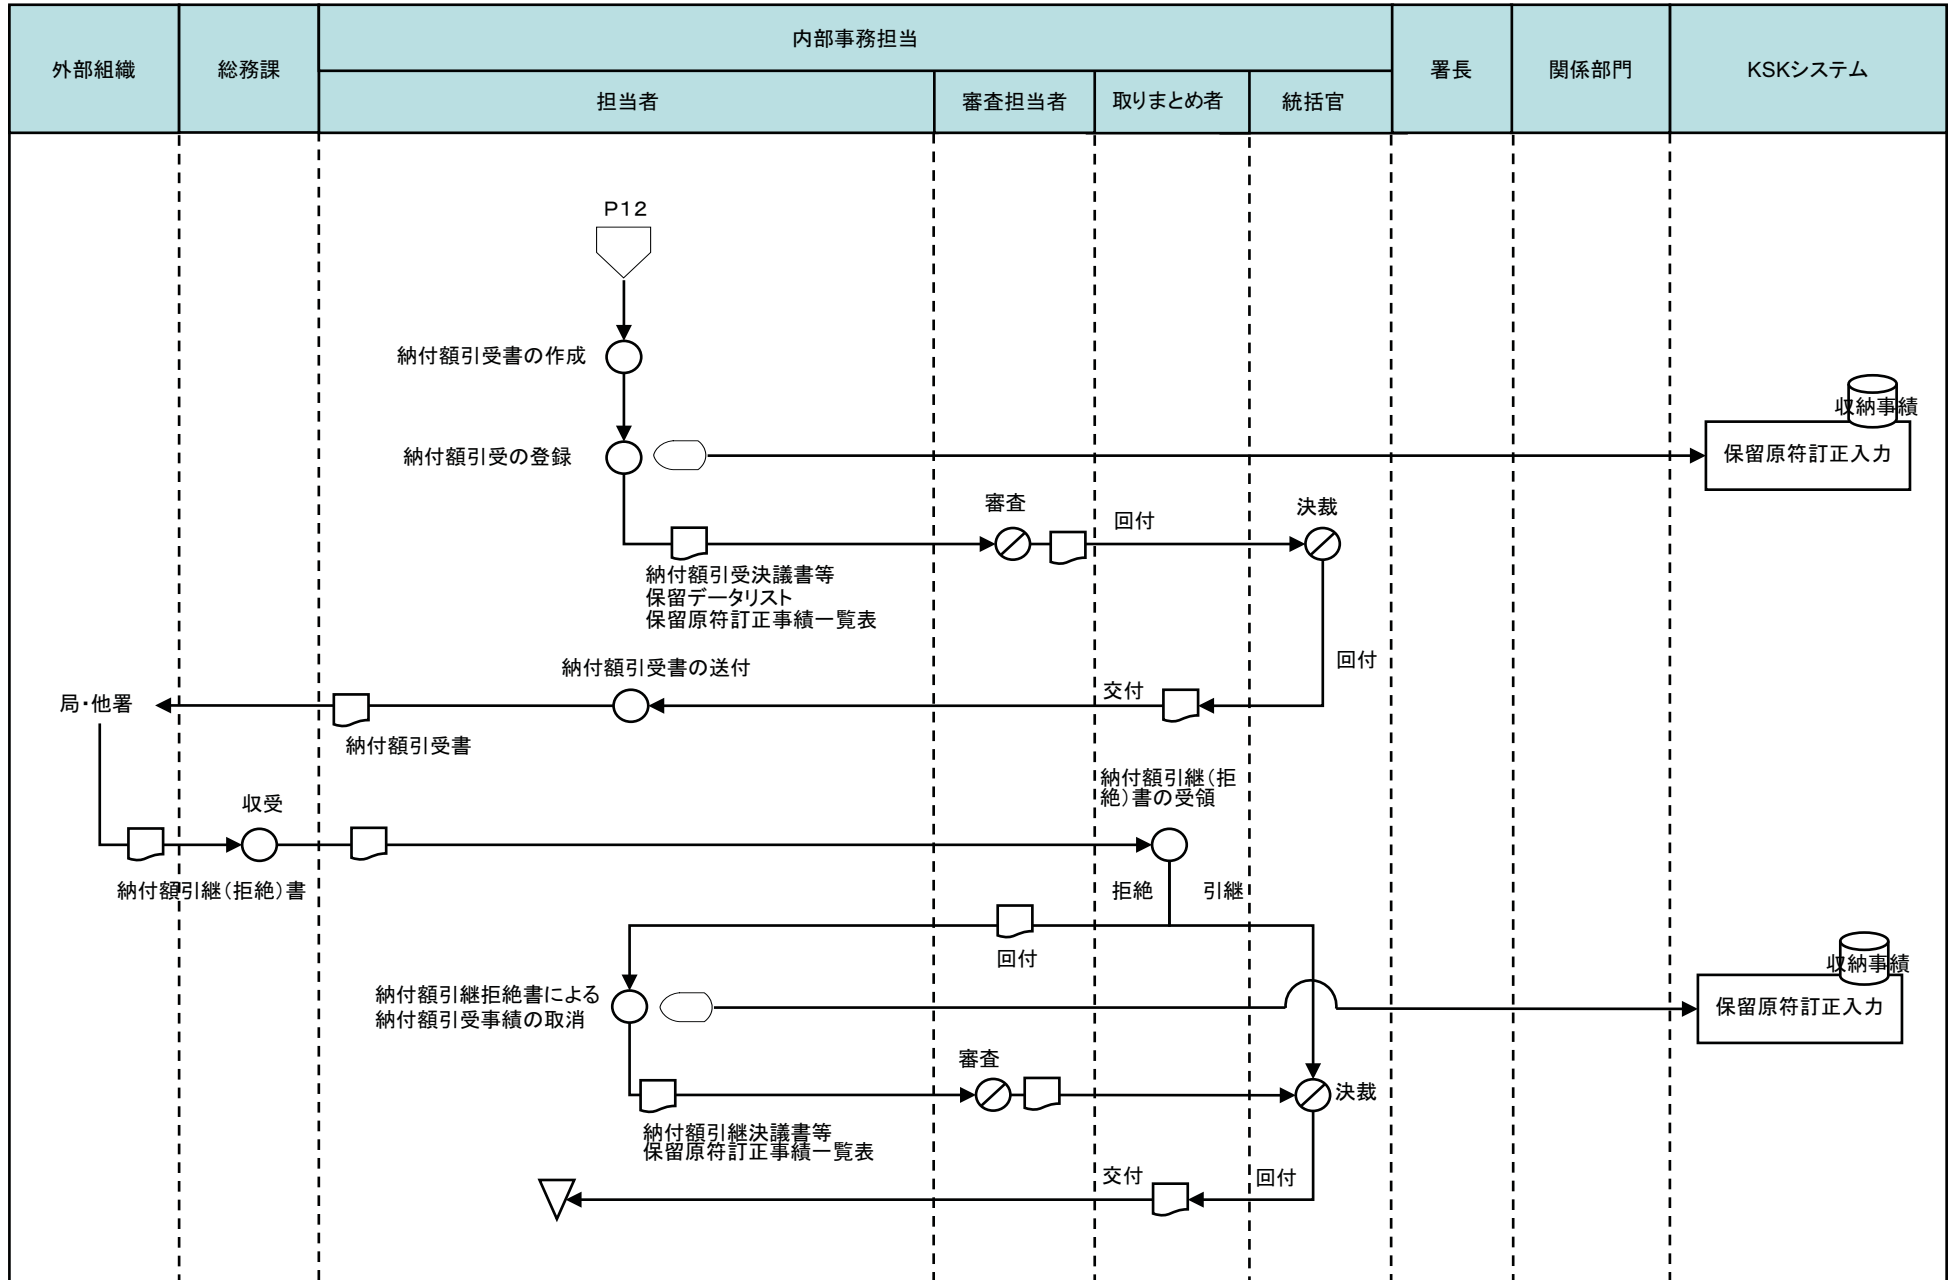 外部組織
総務課
内部事務担当
署長
関係部門
KSKシステム
担当者
審査担当者
取りまとめ者
統括官
P12
納付額引受書の作成
収納事績
納付額引受の登録
保留原符訂正入力
審査
回付
決裁
納付額引受決議書等
保留データリスト
保留原符訂正事績一覧表
回付
納付額引受書の送付
交付
局・他署
納付額引受書
納付額引継(拒
絶)書の受領
収受
納付額引継(拒絶)書
拒絶
引継
回付
収納事績
納付額引継拒絶書による
納付額引受事績の取消
保留原符訂正入力
審査
決裁
納付額引継決議書等
保留原符訂正事績一覧表
交付
回付